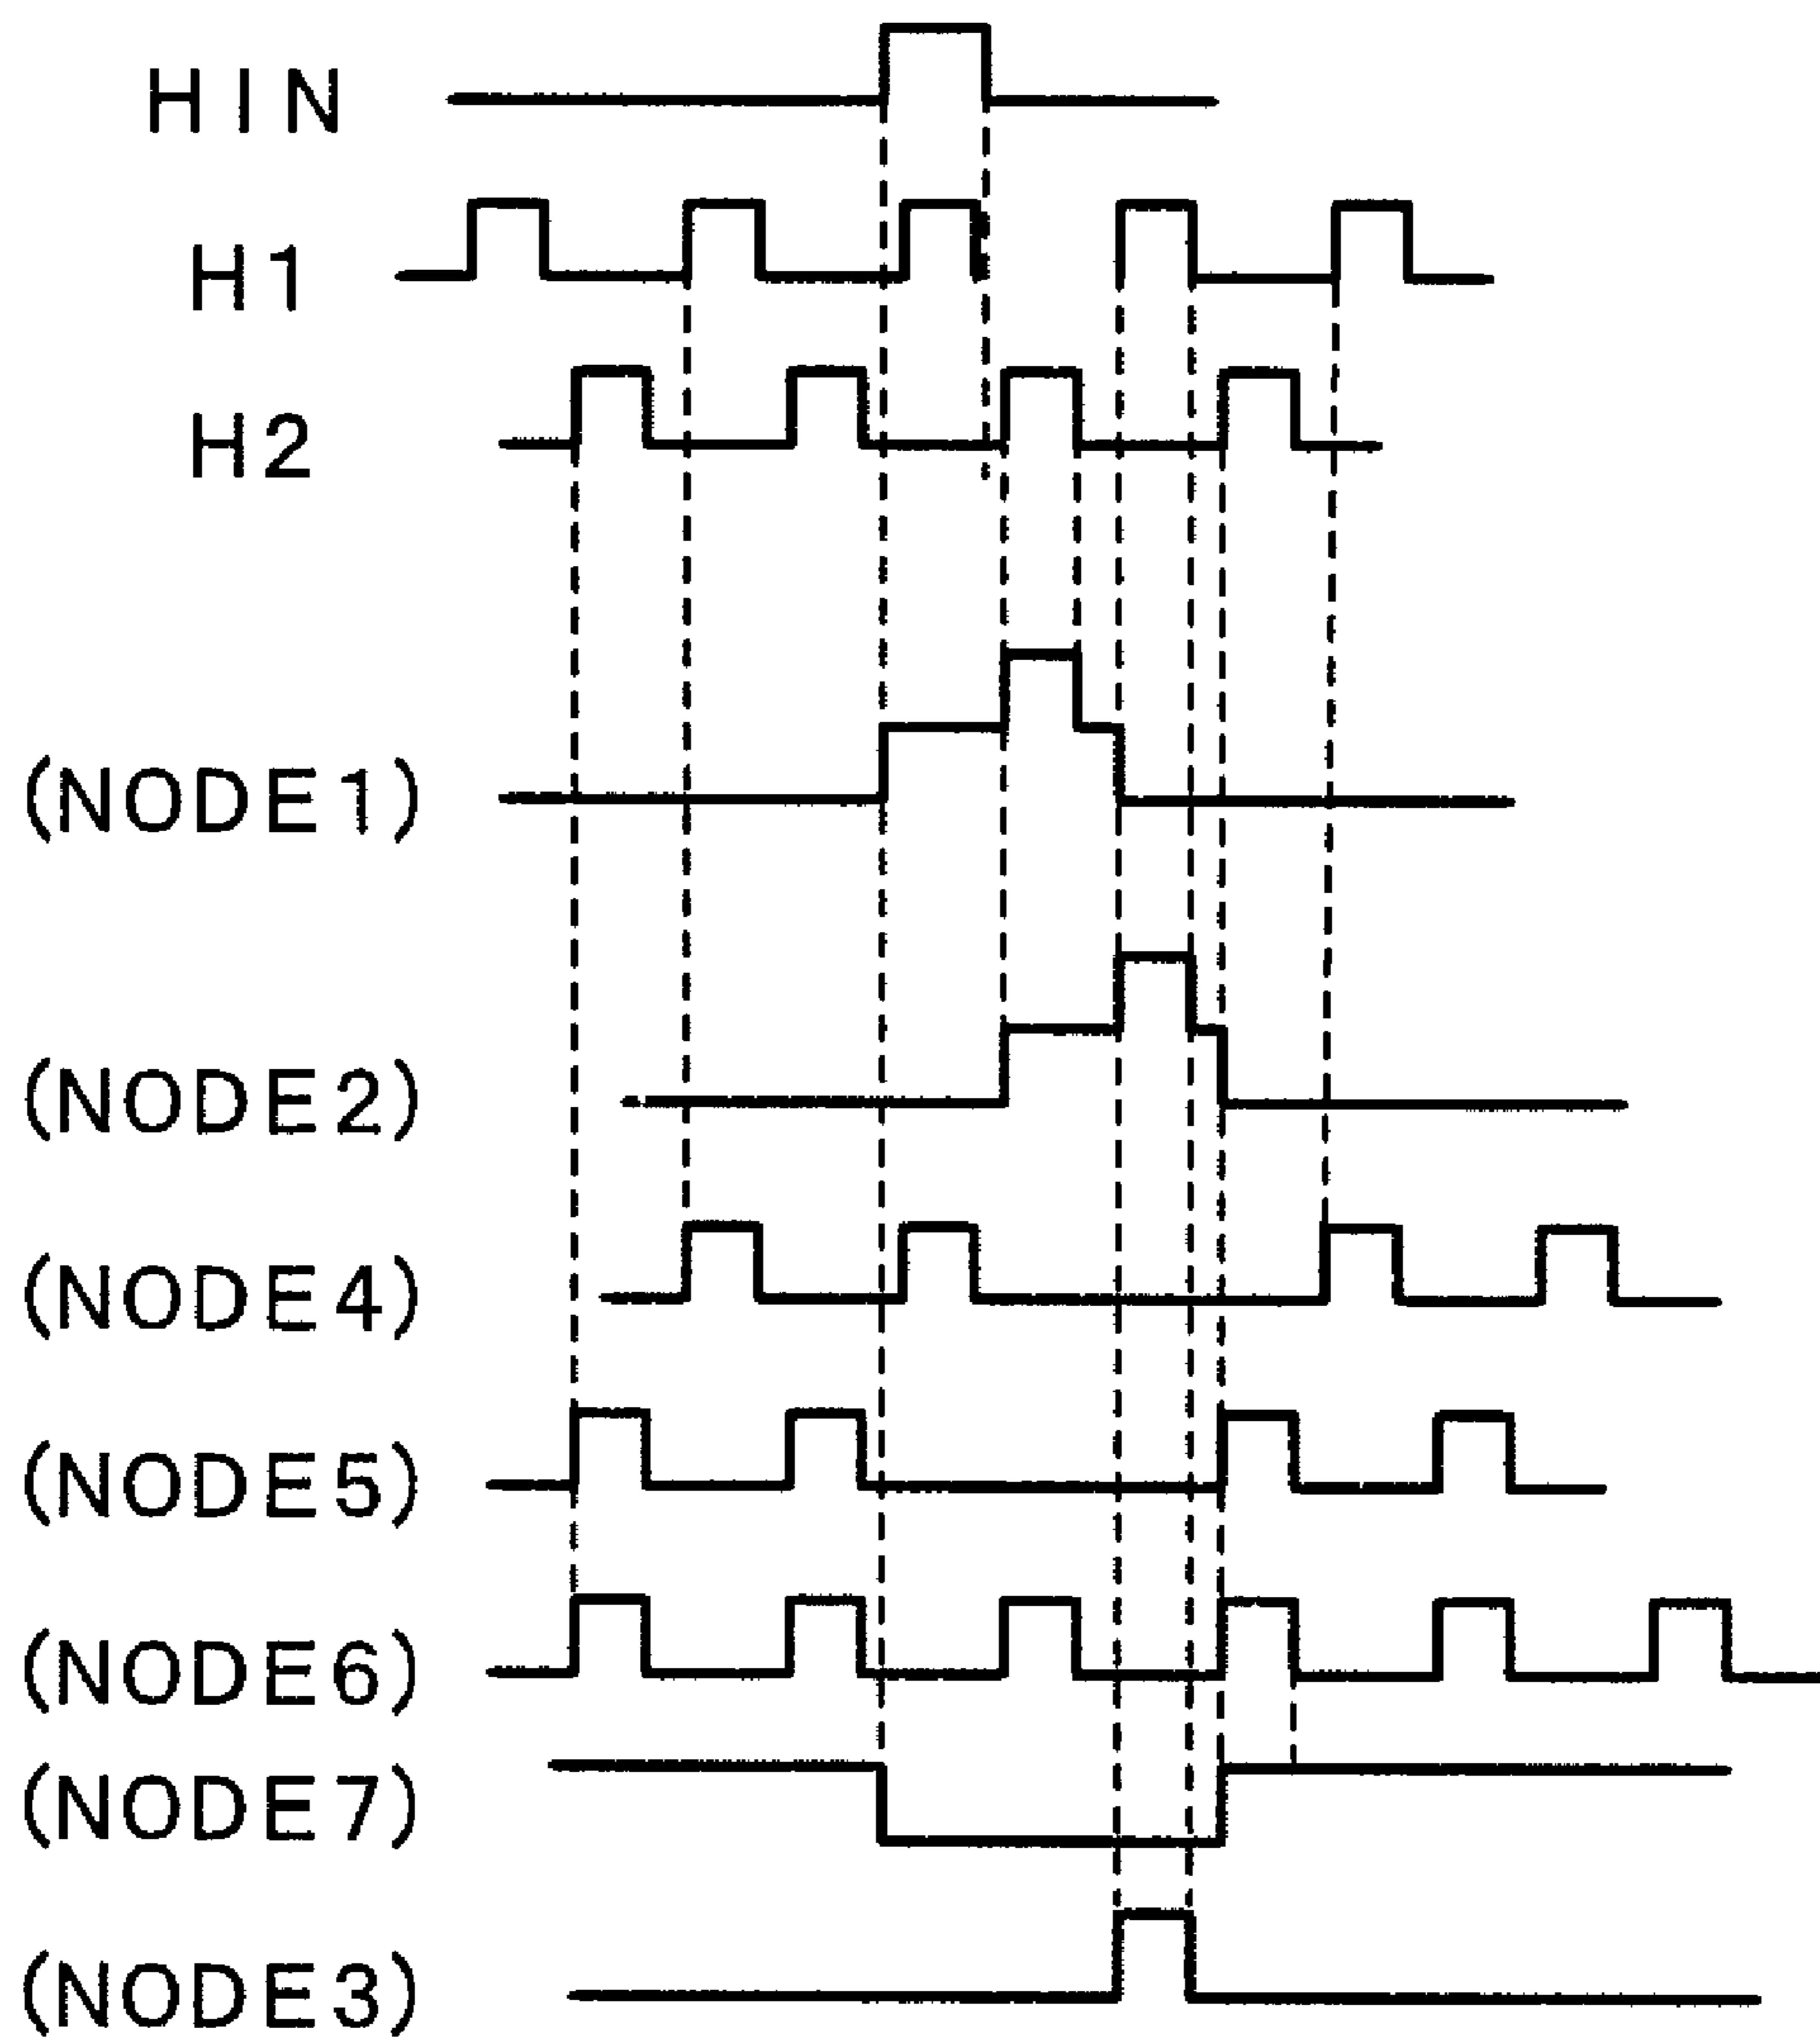 HIN
H1
H2
(NODE1)
(NODE2)
(NODE4)
(NODE5)
(NODE6)
(NODE7)
(NODE3)